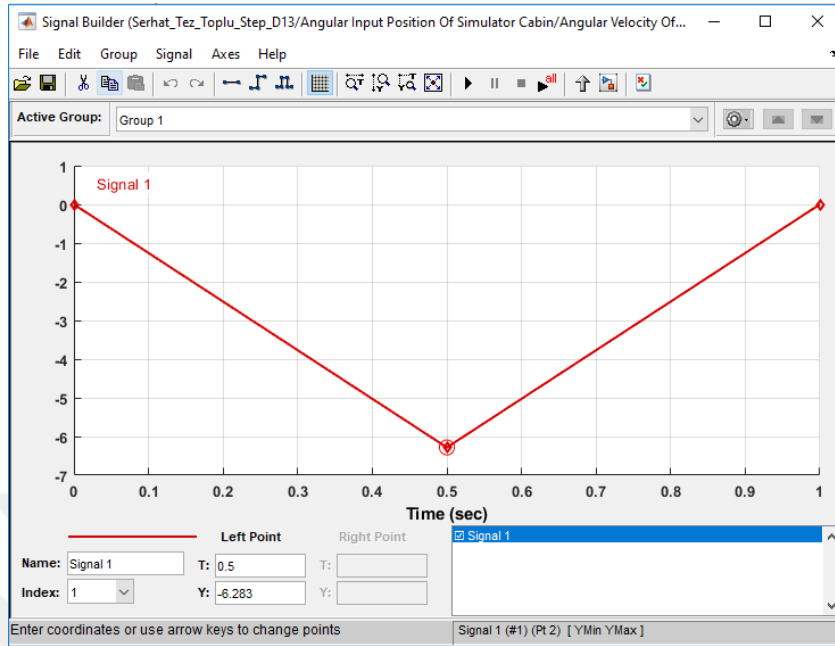 Signal Builder (Serhat_Tez_Toplu_Step_D13/Angular Input Position Of Simulator Cabin/Angular Velocity Of...
File Edit Group Signal Axes Help
all
Active Group: Group 1
Signal 1
1
0
-1
-2
-3
-4
-5
-6
-7
0 0.1 0.2 0.3 0.4 0.5 0.6 0.7 0.8 0.9 1
Time (sec)
Left Point Right Point
Name: Signal 1 T: 0.5 T:
Index: 1 Y: -6.283 Y:
Signal 1
Enter coordinates or use arrow keys to change points Signal 1 (#1) (Pt 2) [ YMin YMax ]